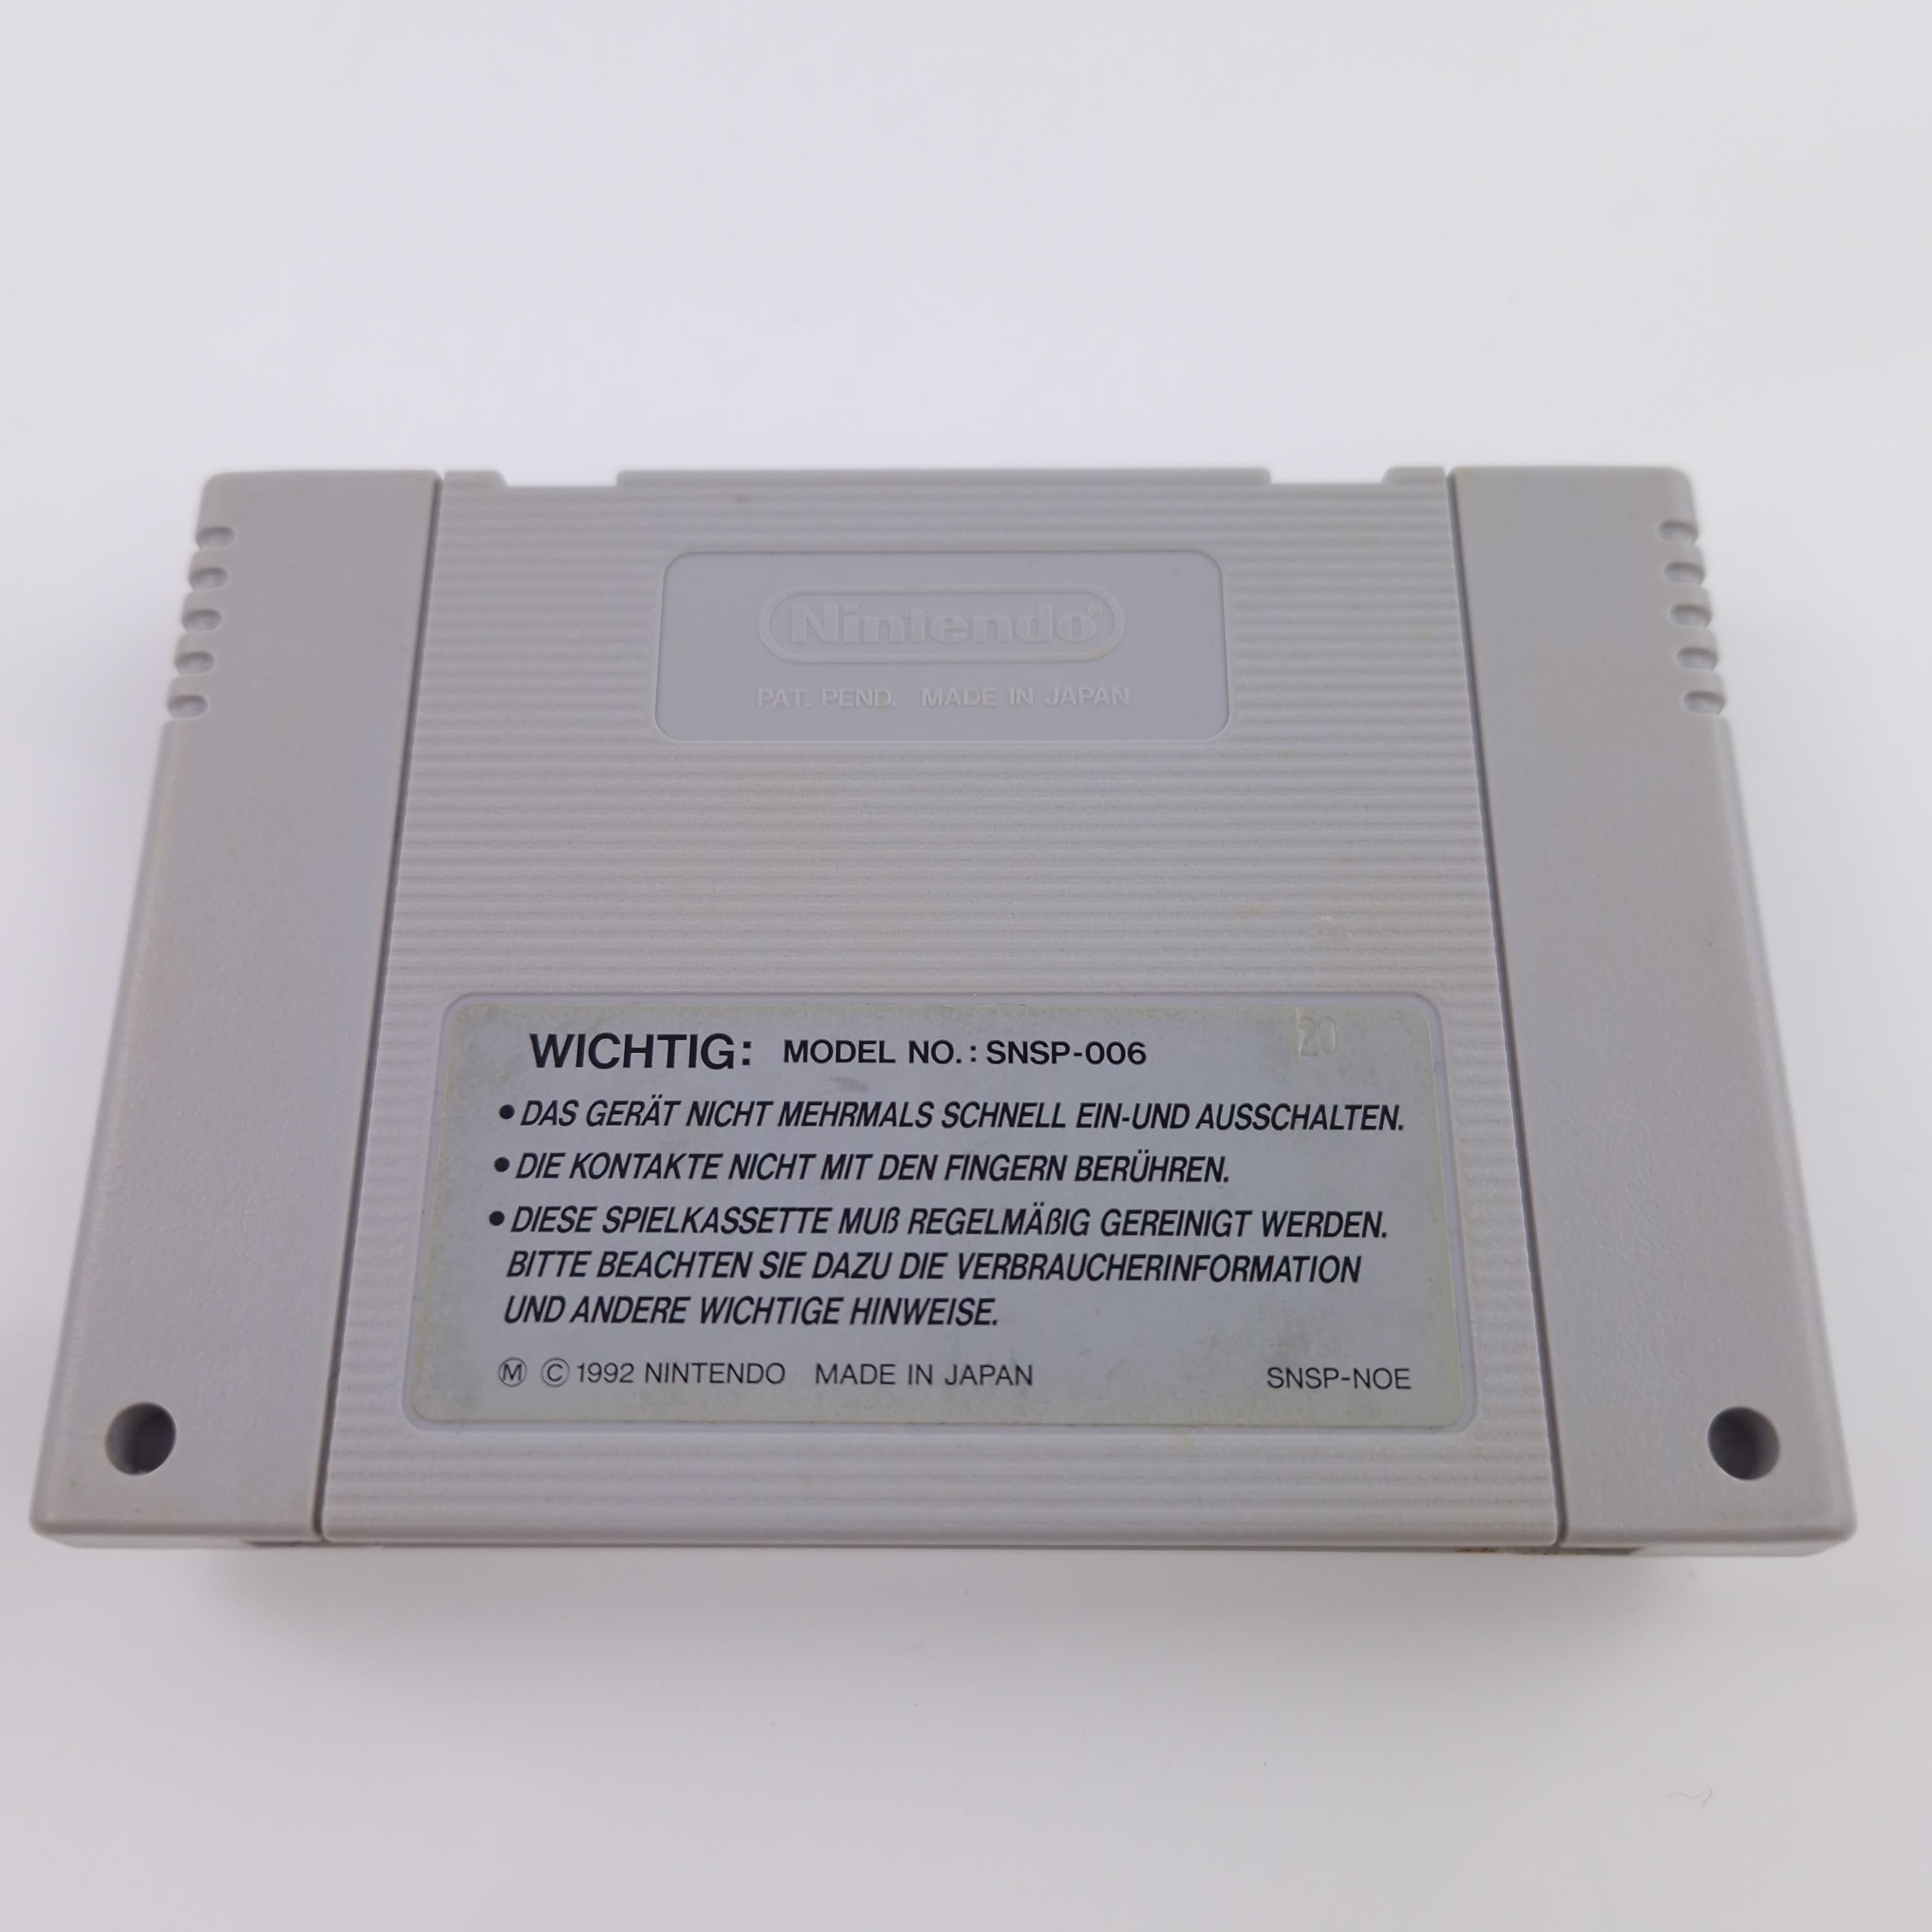 Nintendo®
PAT. PEND. MADE IN JAPAN
20
WICHTIG: MODEL NO.: SNSP-006
• DAS GERÄT NICHT MEHRMALS SCHNELL EIN-UND AUSSCHALTEN.
• DIE KONTAKTE NICHT MIT DEN FINGERN BERÜHREN.
• DIESE SPIELKASSETTE MUß REGELMÄßIG GEREINIGT WERDEN.
BITTE BEACHTEN SIE DAZU DIE VERBRAUCHERINFORMATION
UND ANDERE WICHTIGE HINWEISE.
Ⓜ © 1992 NINTENDO MADE IN JAPAN SNSP-NOE